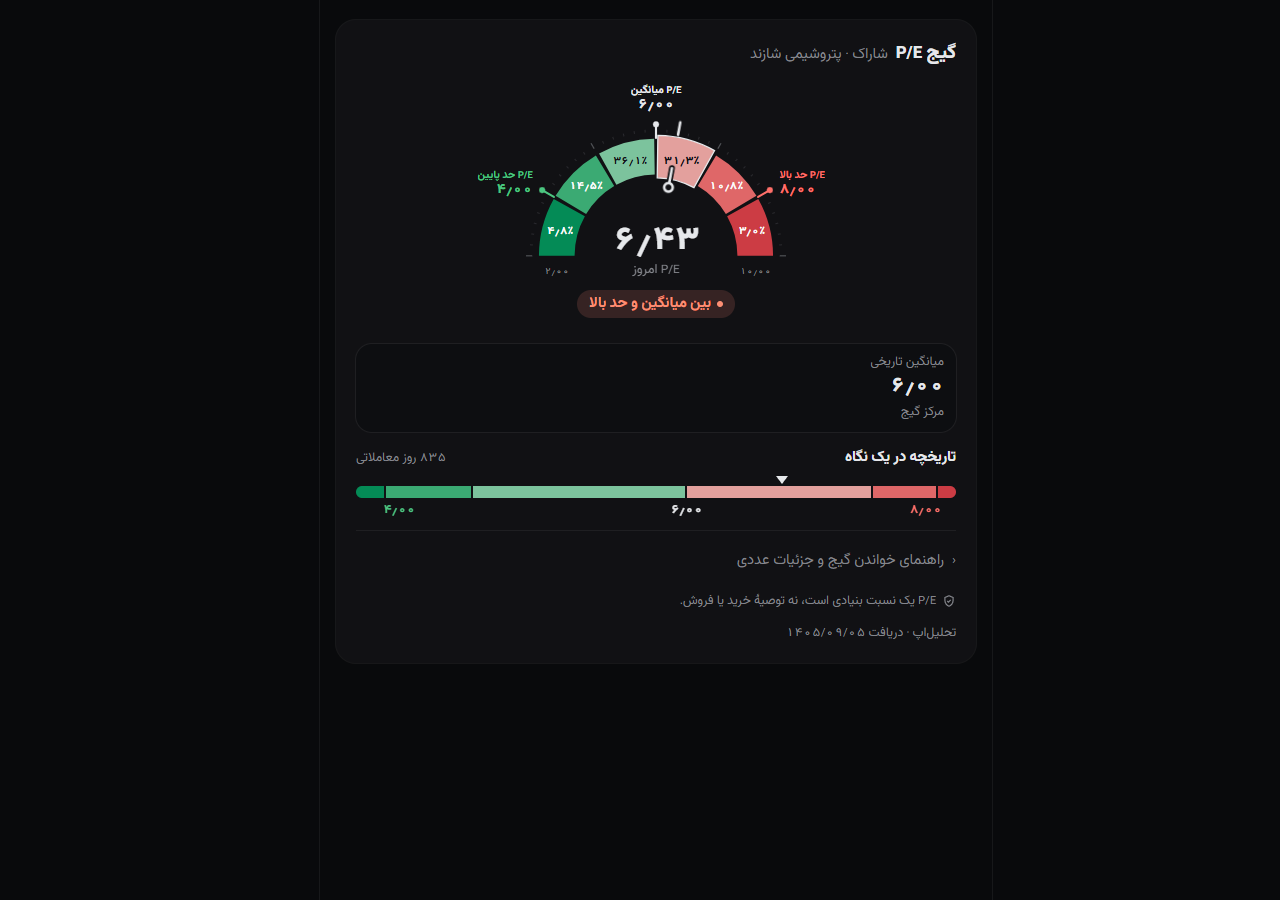 گیج P/E شاراک · پتروشیمی شازند
P/E میانگین
۶٫۰۰
۳۶٫۱٪
۳۱٫۳٪
P/E حد پایین
۴٫۰۰
۱۴٫۵٪
۱۰٫۸٪
P/E حد بالا
۸٫۰۰
۴٫۸٪
۳٫۰٪
۶٫۴۳
P/E امروز
۲٫۰۰
۱۰٫۰۰
بین میانگین و حد بالا
میانگین تاریخی
۶٫۰۰
مرکز گیج
تاریخچه در یک نگاه
۸۳۵ روز معاملاتی
۸٫۰۰
۶٫۰۰
۴٫۰۰
راهنمای خواندن گیج و جزئیات عددی
P/E یک نسبت بنیادی است، نه توصیهٔ خرید یا فروش.
تحلیل‌اپ · دریافت ۱۴۰۵/۰۹/۰۵